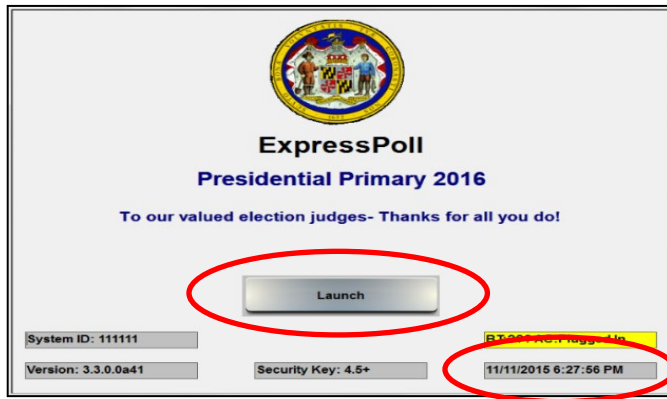 ExpressPoll
Presidential Primary 2016
To our valued election judges- Thanks for all you do!
Launch
System ID: 111111
Version: 3.3.0.0a41
Security Key: 4.5+
11/11/2015 6:27:56 PM